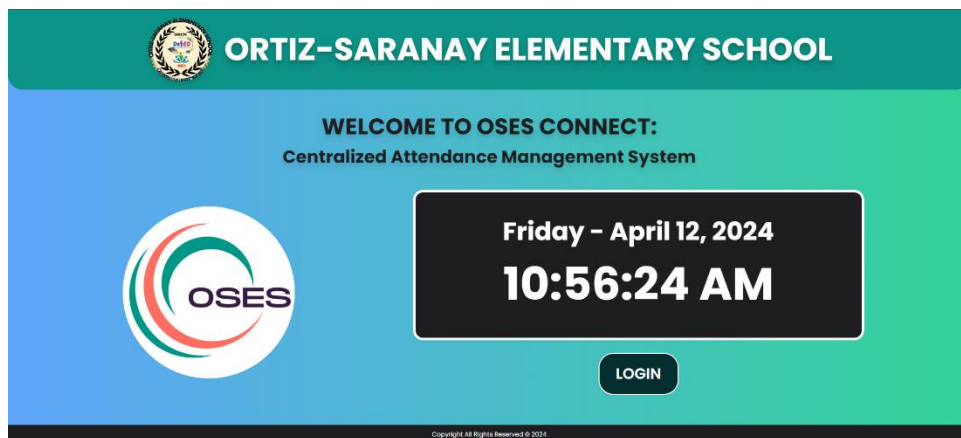 ORTIZ-SARANAY ELEMENTARY SCHOOL
WELCOME TO OSES CONNECT:
Centralized Attendance Management System
OSES
Friday - April 12, 2024
10:56:24 AM
LOGIN
Copyright All Rights Reserved © 2024